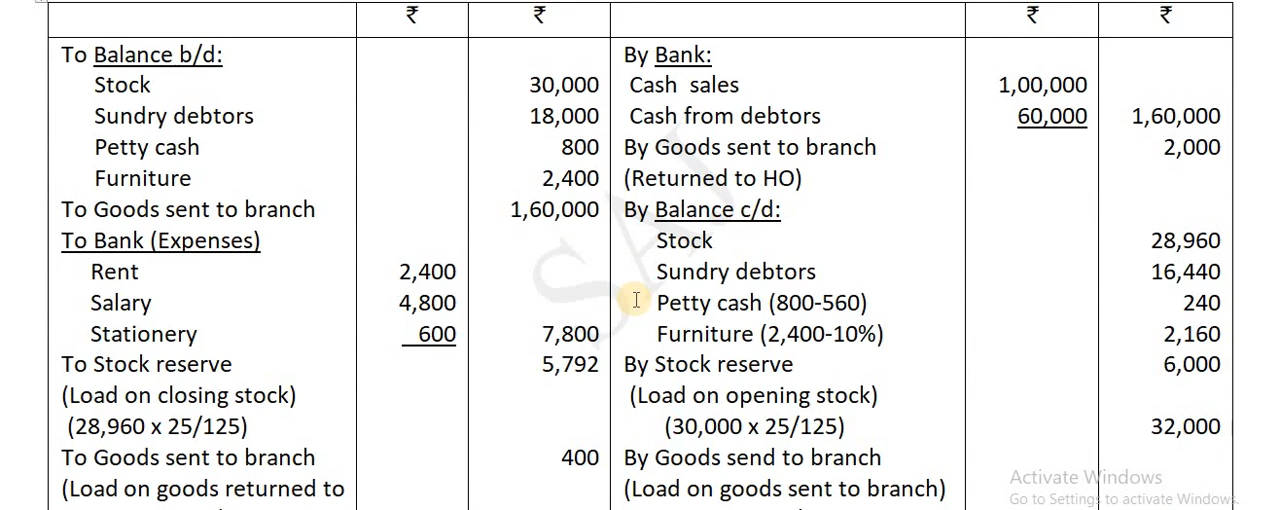 ₹ ₹ ₹ ₹
To Balance b/d: By Bank:
Stock 30,000 Cash sales 1,00,000
Sundry debtors 18,000 Cash from debtors 60,000 1,60,000
Petty cash 800 By Goods sent to branch 2,000
Furniture 2,400 (Returned to HO)
To Goods sent to branch 1,60,000 By Balance c/d:
To Bank (Expenses) Stock 28,960
Rent 2,400 Sundry debtors 16,440
Salary 4,800 Petty cash (800-560) 240
Stationery 600 7,800 Furniture (2,400-10%) 2,160
To Stock reserve 5,792 By Stock reserve 6,000
(Load on closing stock) (Load on opening stock)
(28,960 x 25/125) (30,000 x 25/125) 32,000
To Goods sent to branch 400 By Goods send to branch
(Load on goods returned to (Load on goods sent to branch)
SAI
Activate Windows
Go to Settings to activate Windows.